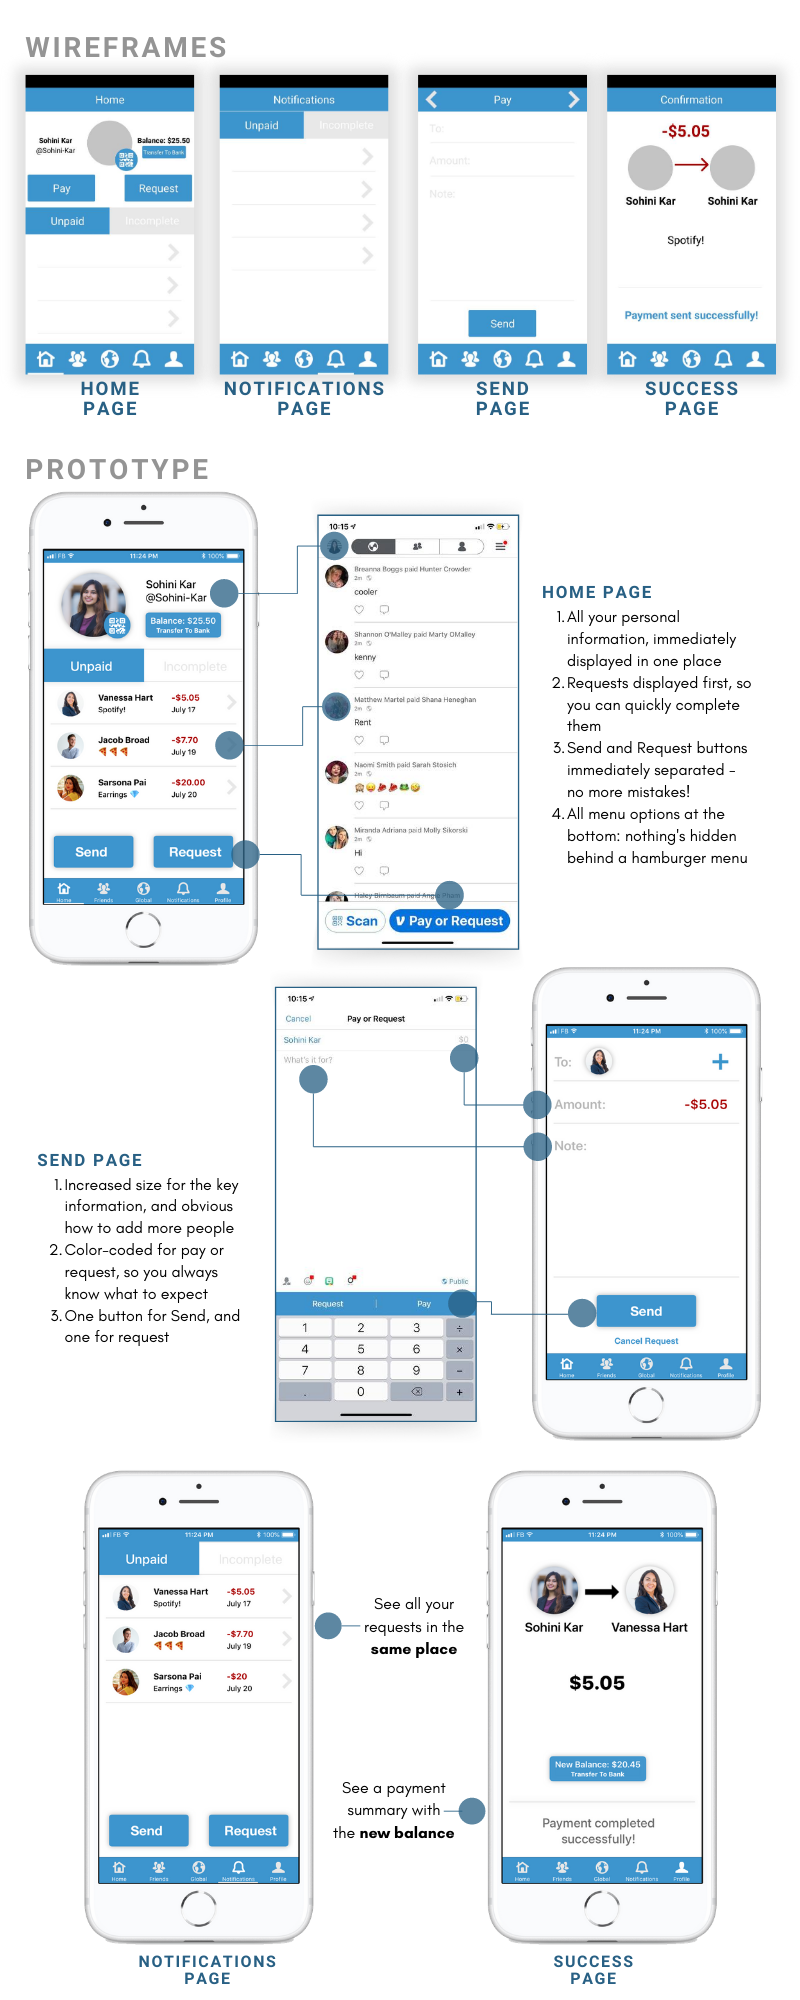 WIREFRAMES
Home
Sohini Kar
@Sohini-Kar
Balance: $25.50
Transfer To Bank
Pay
Request
Unpaid
Incomplete
HOME
PAGE
Notifications
Unpaid
Incomplete
NOTIFICATIONS
PAGE
Pay
To:
Amount:
Note:
Send
SEND
PAGE
Confirmation
-$5.05
Sohini Kar
Sohini Kar
Spotify!
Payment sent successfully!
SUCCESS
PAGE
PROTOTYPE
FB
11:24 PM
100%
Sohini Kar
@Sohini-Kar
Balance: $25.50
Transfer To Bank
Unpaid
Incomplete
Vanessa Hart -$5.05
Spotify! July 17
Jacob Broad -$7.70
🍕🍕🍕 July 19
Sarsona Pai -$20.00
Earrings 💎 July 20
Send
Request
Home
Friends
Global
Notifications
Profile
10:15
Breanna Boggs paid Hunter Crowder
2m
cooler
Shannon O'Malley paid Marty OMalley
2m
kenny
Matthew Martel paid Shana Heneghan
2m
Rent
Naomi Smith paid Sarah Stosich
2m
Miranda Adriana paid Molly Sikorski
2m
Hi
Haley Birnbaum paid
Scan
Pay or Request
HOME PAGE
1. All your personal
information, immediately
displayed in one place
2. Requests displayed first, so
you can quickly complete
them
3. Send and Request buttons
immediately separated -
no more mistakes!
4. All menu options at the
bottom: nothing's hidden
behind a hamburger menu
SEND PAGE
1. Increased size for the key
information, and obvious
how to add more people
2. Color-coded for pay or
request, so you always
know what to expect
3. One button for Send, and
one for request
10:15
Cancel
Pay or Request
Sohini Kar
$0
What's it for?
Public
Request
Pay
1 2 3 ÷
4 5 6 ×
7 8 9 −
. 0 +
FB
11:24 PM
100%
To:
+
Amount:
-$5.05
Note:
Send
Cancel Request
Home
Friends
Global
Notifications
Profile
FB
11:24 PM
100%
Unpaid
Incomplete
Vanessa Hart -$5.05
Spotify! July 17
Jacob Broad -$7.70
🍕🍕🍕 July 19
Sarsona Pai -$20
Earrings 💎 July 20
Send
Request
Home
Friends
Global
Notifications
Profile
NOTIFICATIONS
PAGE
See all your
requests in the
same place
See a payment
summary with
the new balance
FB
11:24 PM
100%
Sohini Kar
Vanessa Hart
$5.05
New Balance: $20.45
Transfer To Bank
Payment completed
successfully!
Home
Friends
Global
Notifications
Profile
SUCCESS
PAGE